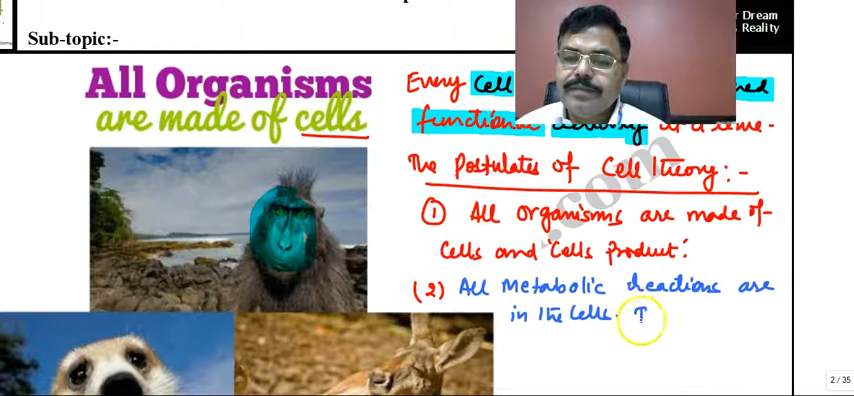 r Dream
s Reality
Sub-topic:-
All Organisms
are made of cells
Every Cell
functional
The Postulates of Cell Theory:-
① All organisms are made of
Cells and Cells product.
(2) All Metabolic reactions are
in the Cells. T
.com
2 / 35